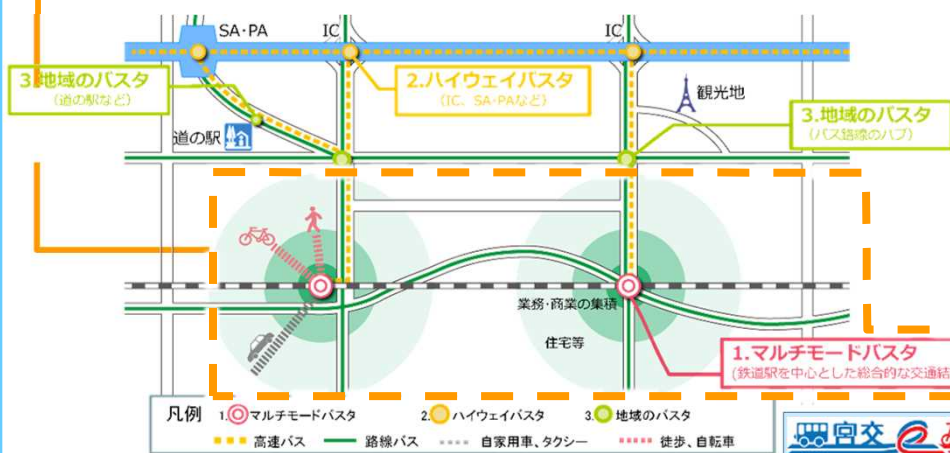 SA・PA
IC
IC
3.地域のバスタ
(道の駅など)
2.ハイウェイバスタ
(IC、SA・PAなど)
観光地
3.地域のバスタ
(バス路線のハブ)
道の駅
業務・商業の集積
住宅等
1.マルチモードバスタ
(鉄道駅を中心とした総合的な交通結
凡例
1.マルチモードバスタ
2.ハイウェイバスタ
3.地域のバスタ
高速バス
路線バス
自家用車、タクシー
徒歩、自転車
宮交